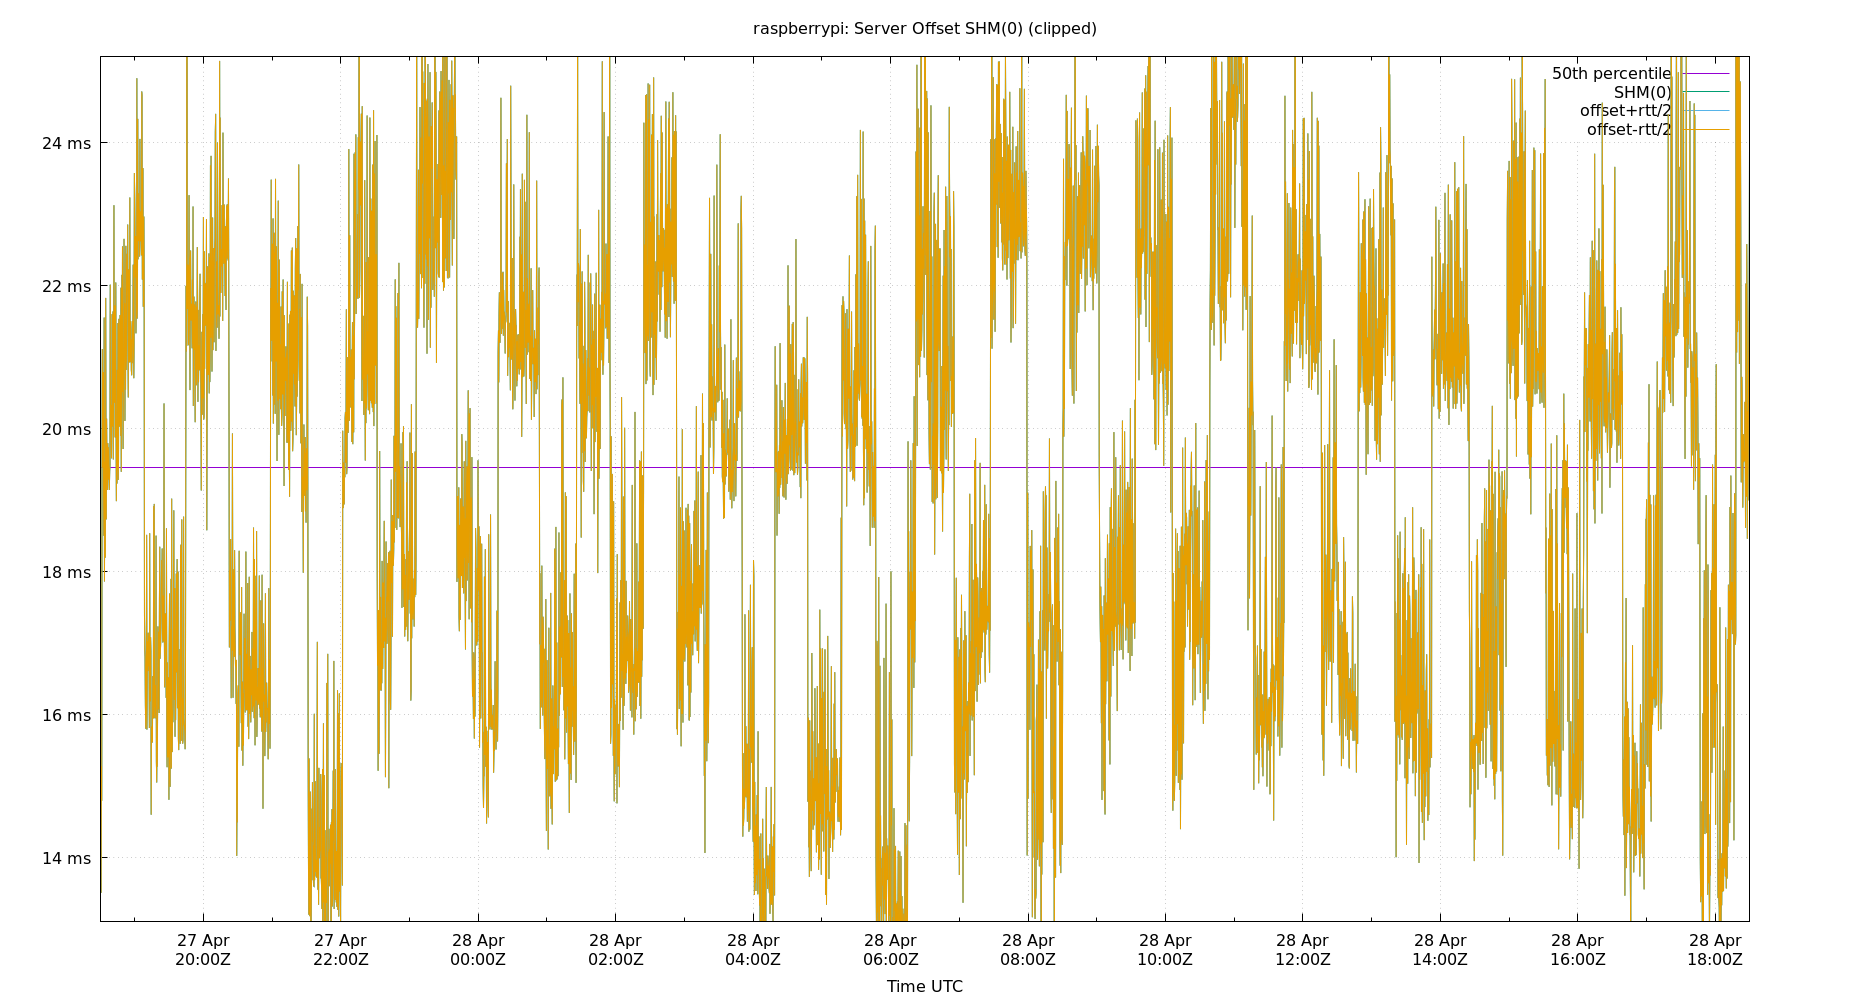 raspberrypi: Server Offset SHM(0) (clipped)
50th percentile
SHM(0)
offset+rtt/2
offset-rtt/2
24 ms
22 ms
20 ms
18 ms
16 ms
14 ms
27 Apr 27 Apr 28 Apr 28 Apr 28 Apr 28 Apr 28 Apr 28 Apr 28 Apr 28 Apr 28 Apr 28 Apr
20:00Z 22:00Z 00:00Z 02:00Z 04:00Z 06:00Z 08:00Z 10:00Z 12:00Z 14:00Z 16:00Z 18:00Z
Time UTC